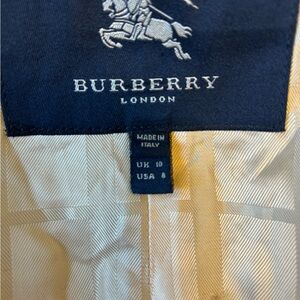 BURBERRY
LONDON
MADE IN
ITALY
UK 10
USA 8